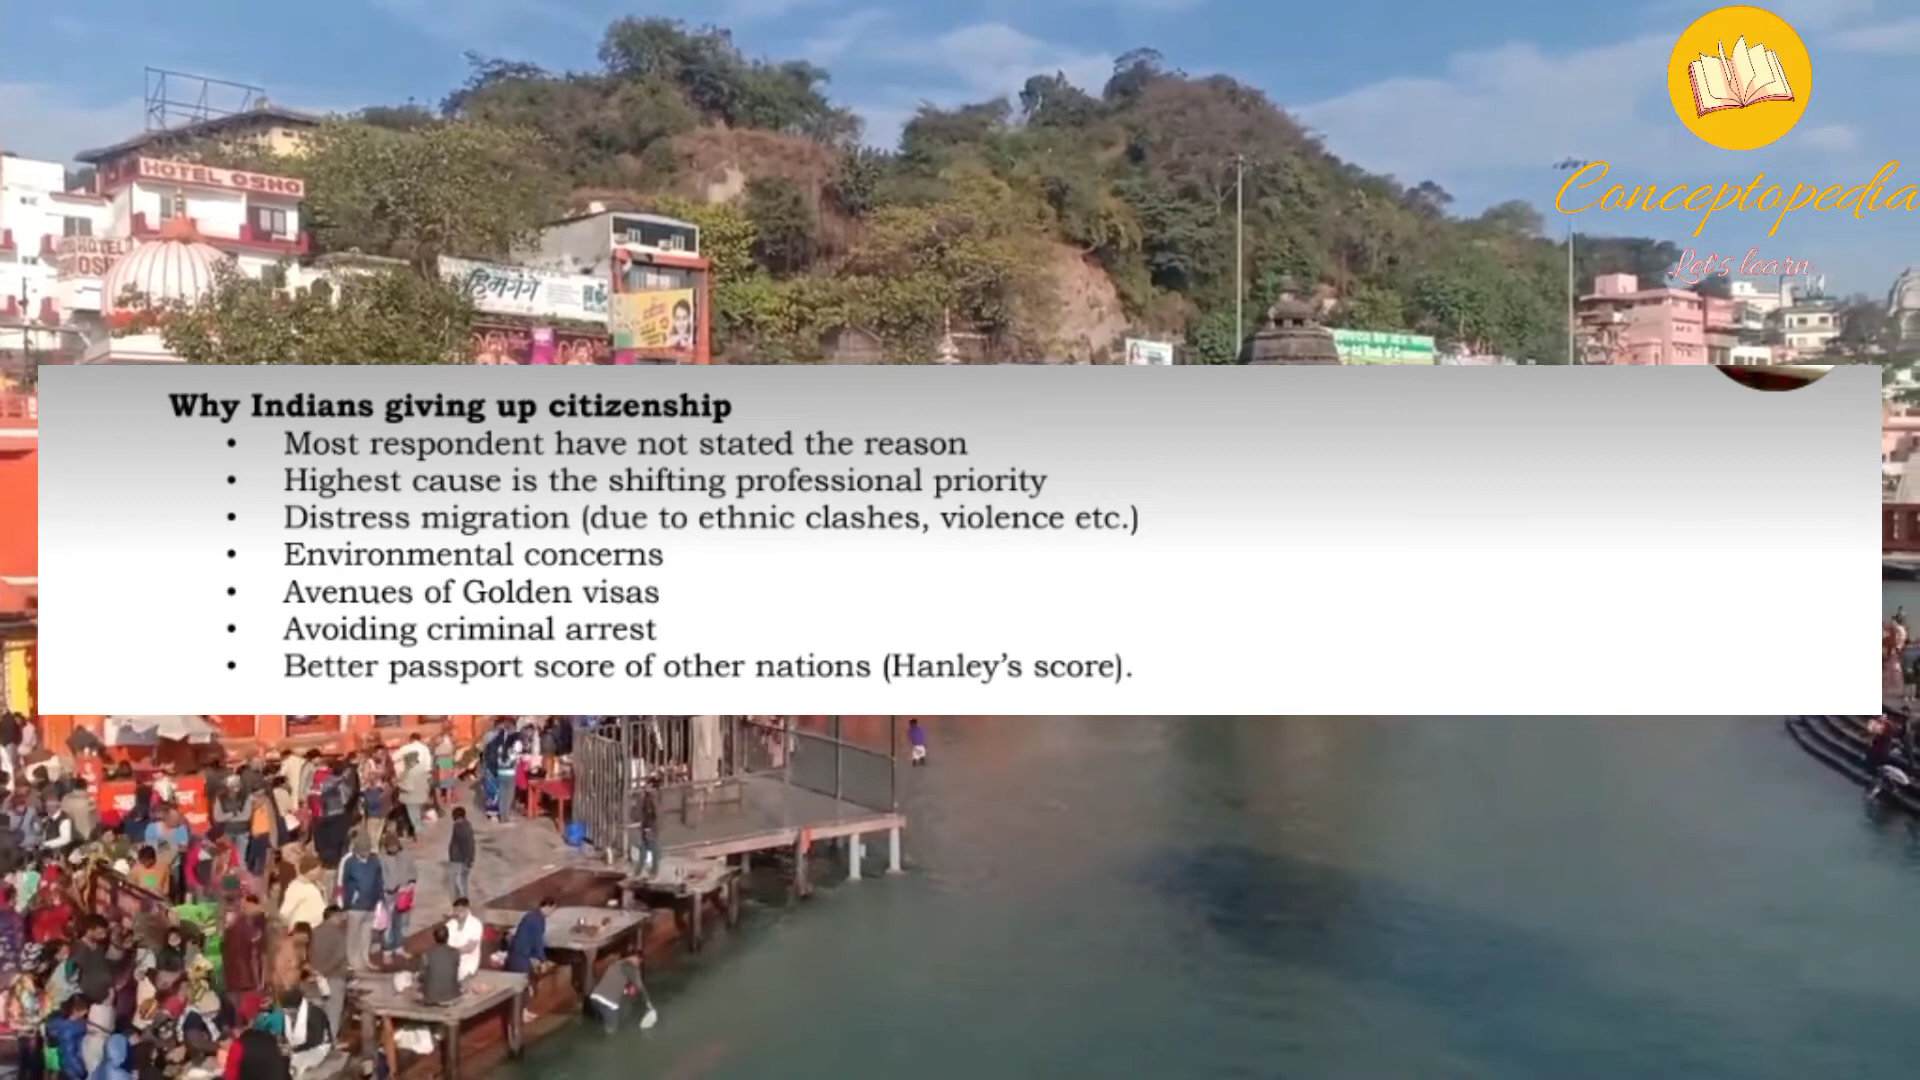 HOTEL OSHO
HOTEL
Conceptopedia
Let's learn
Why Indians giving up citizenship
• Most respondent have not stated the reason
• Highest cause is the shifting professional priority
• Distress migration (due to ethnic clashes, violence etc.)
• Environmental concerns
• Avenues of Golden visas
• Avoiding criminal arrest
• Better passport score of other nations (Hanley’s score).